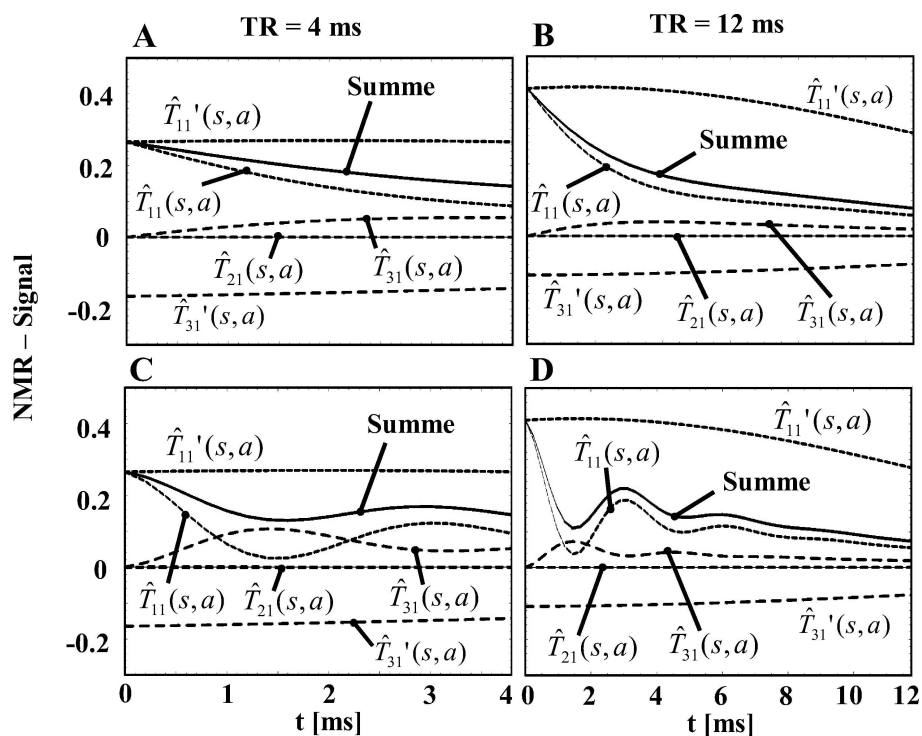 TR = 4 ms
TR = 12 ms
NMR – Signal
A
0.4
0.2
0
-0.2
T̂₁₁'(s,a)
Summe
T̂₁₁(s,a)
T̂₂₁(s,a)
T̂₃₁(s,a)
T̂₃₁'(s,a)
B
T̂₁₁'(s,a)
Summe
T̂₁₁(s,a)
T̂₃₁'(s,a)
T̂₂₁(s,a)
T̂₃₁(s,a)
C
0.4
0.2
0
-0.2
T̂₁₁'(s,a)
Summe
T̂₁₁(s,a)
T̂₂₁(s,a)
T̂₃₁(s,a)
T̂₃₁'(s,a)
0 1 2 3 4
t [ms]
D
T̂₁₁'(s,a)
T̂₁₁(s,a)
Summe
T̂₂₁(s,a)
T̂₃₁(s,a)
T̂₃₁'(s,a)
0 2 4 6 8 10 12
t [ms]